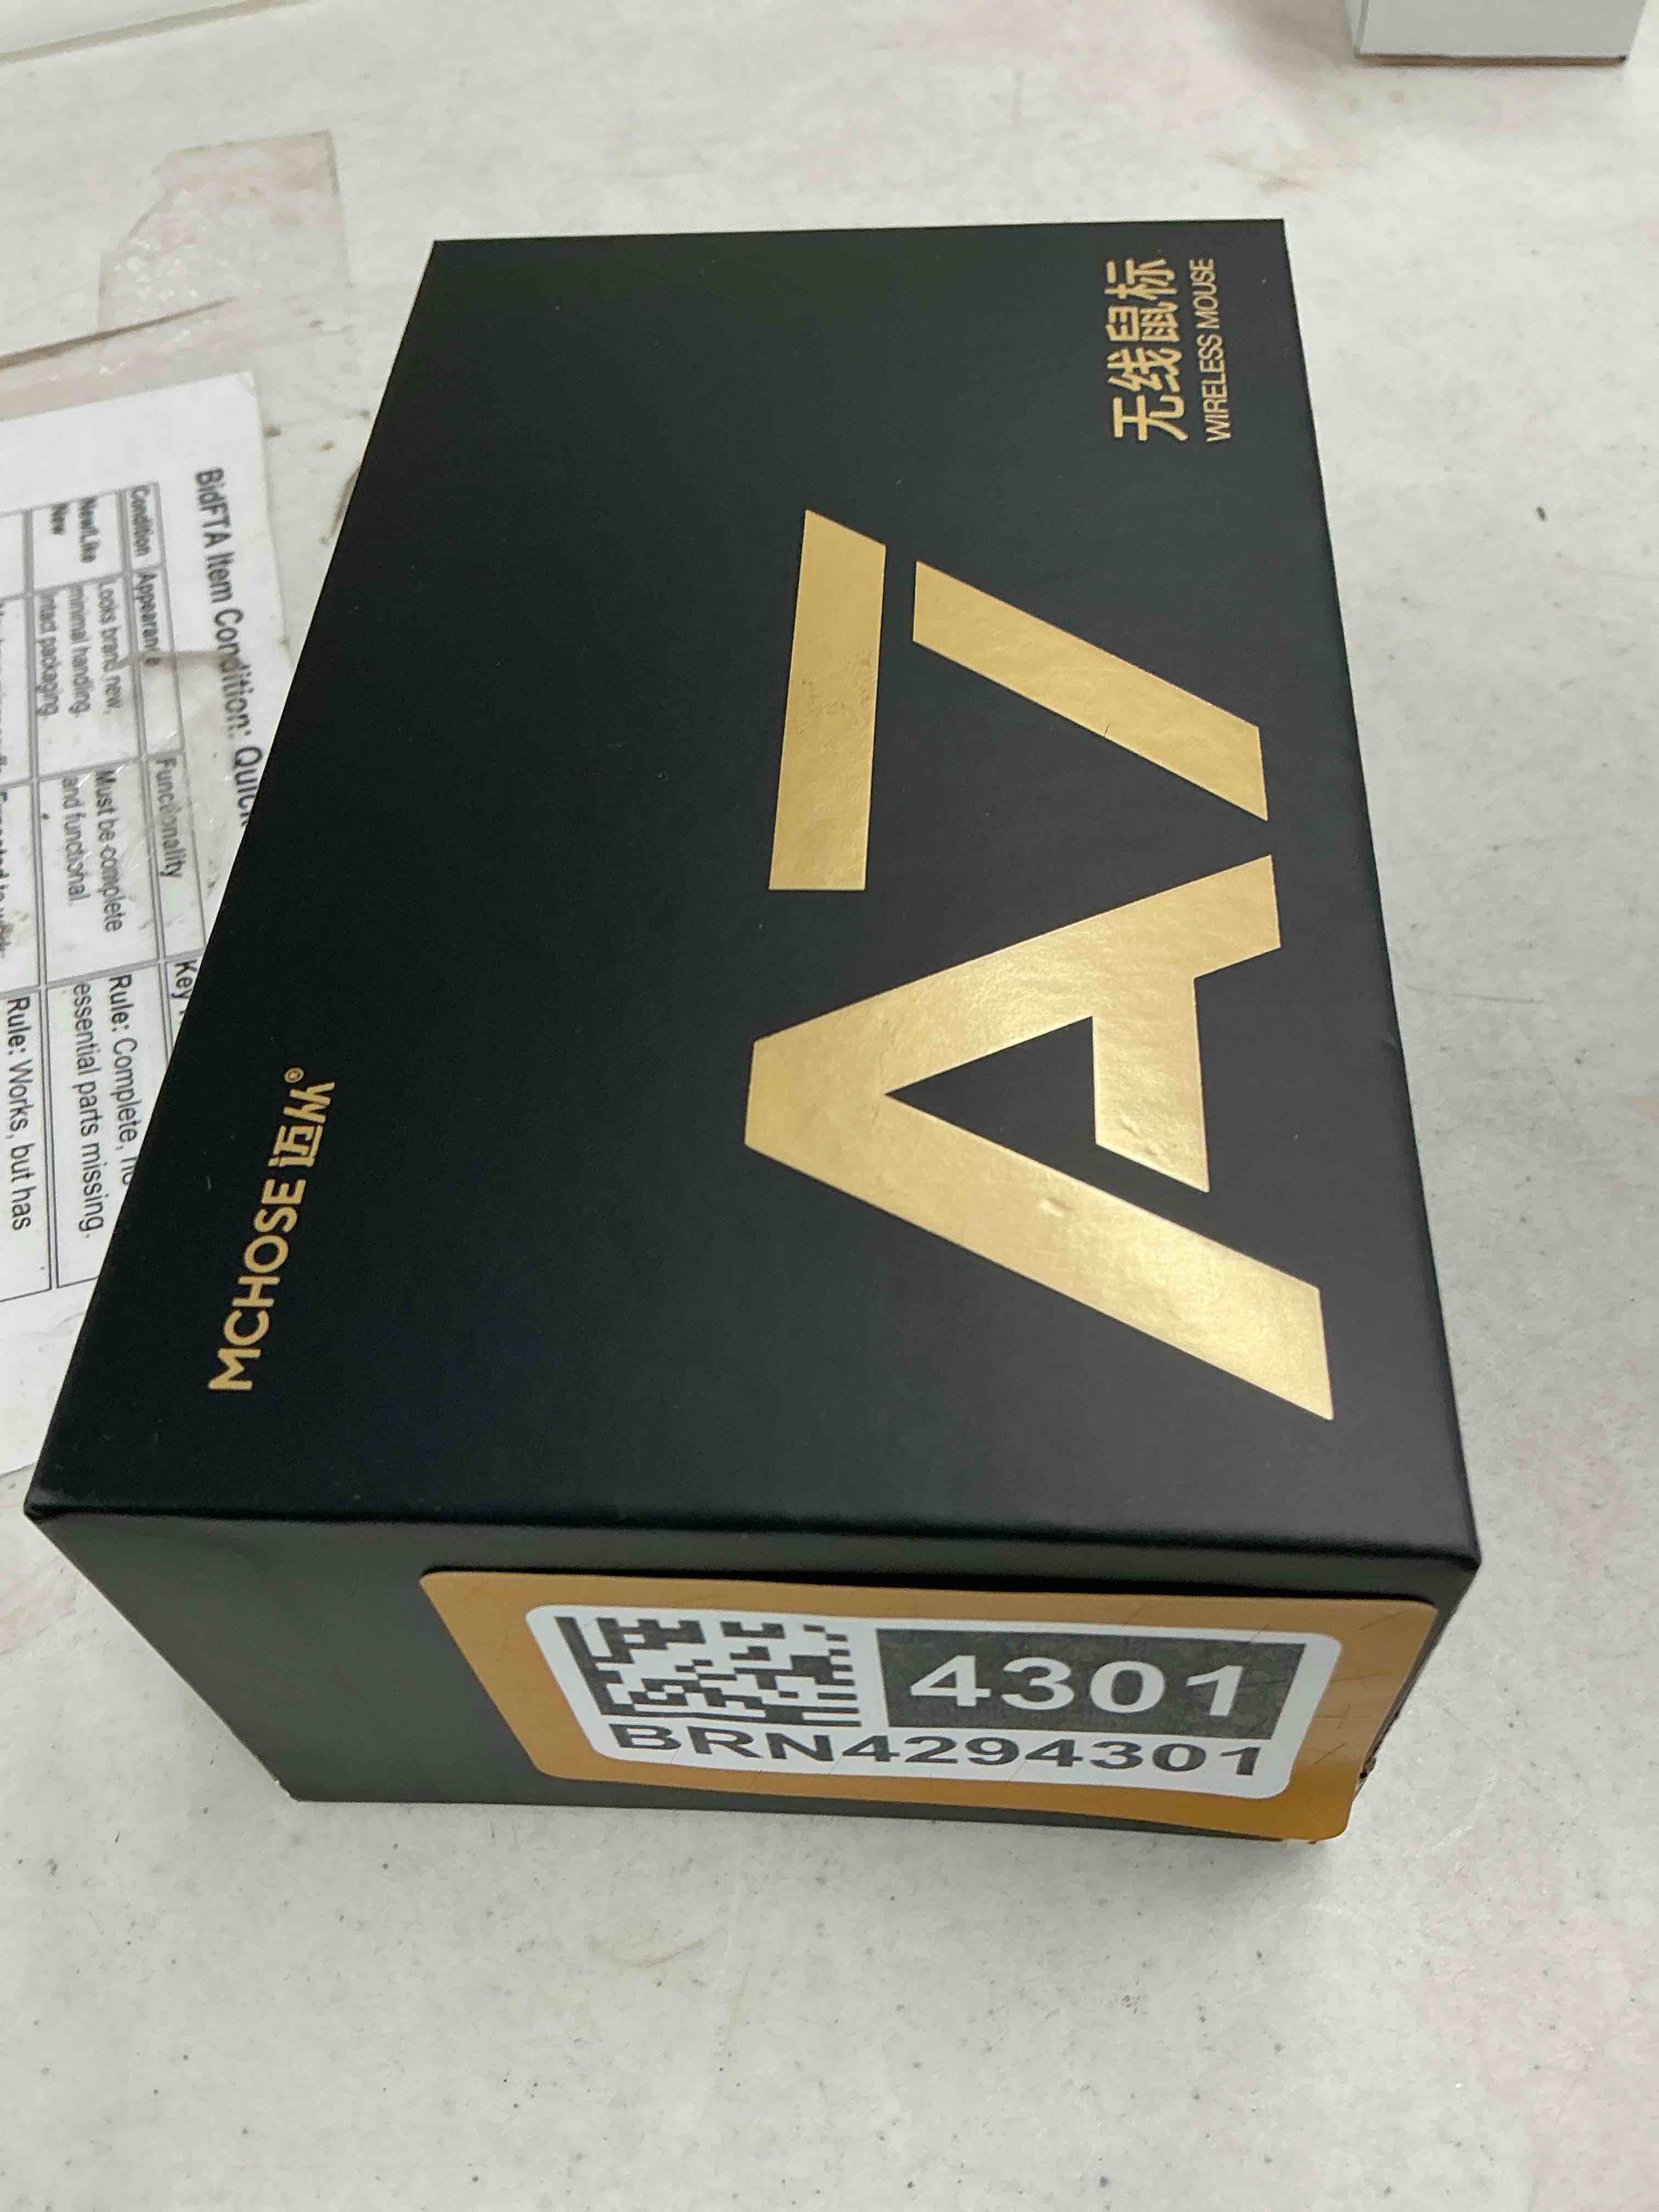 MCHOSE 迈从®
A7
无线鼠标
WIRELESS MOUSE
4301
BRN4294301
BidFTA Item Condition: Quick
Condition Appearance Functionality Key
New/Like New
Looks brand new, minimal handling. intact packaging.
Must be complete and functional.
Rule: Complete, no essential parts missing.
Rule: Works, but has